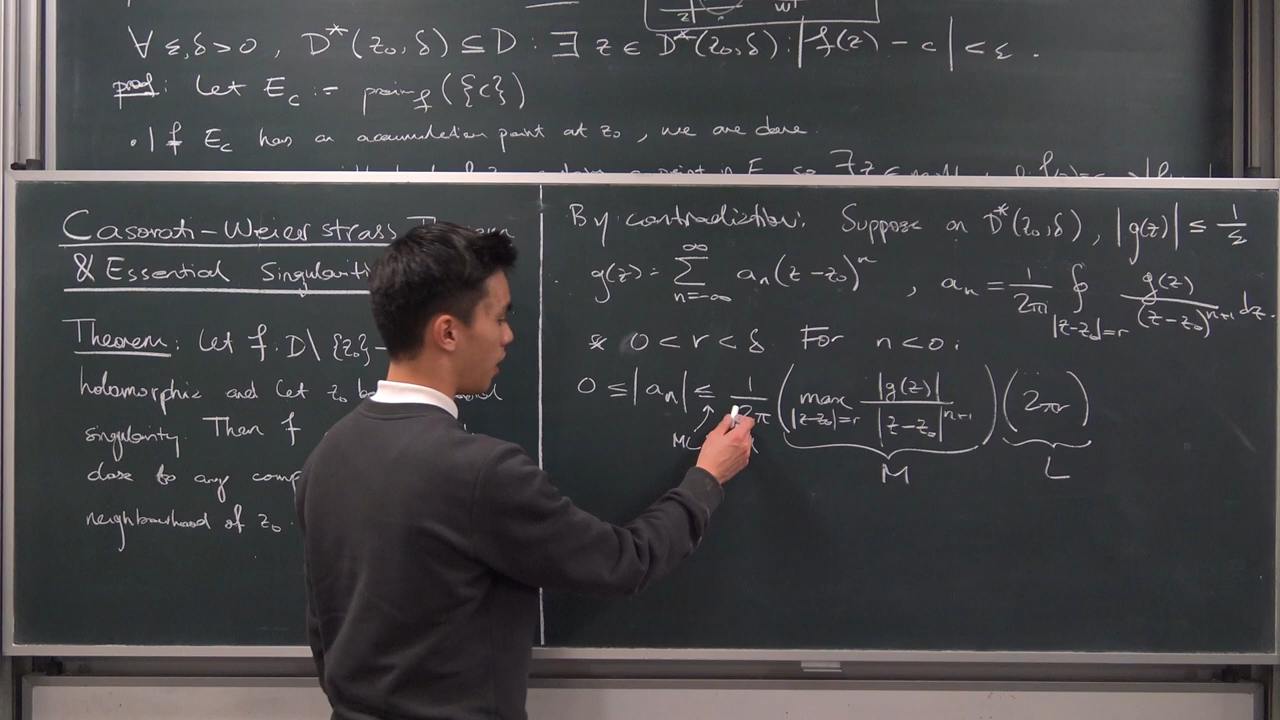 ∀ ε,δ>0 , D*(z₀,δ) ⊆ D : ∃ z ∈ D*(z₀,δ) : |f(z) - c| < ε .
proof: Let E_c := preim_f ({c})
. If E_c has an accumulation point at z₀ , we are done.
Casorati-Weierstrass
& Essential
Theorem: Let f: D\ {z₀}
holomorphic and let z₀ be
singularity. Then f
close to any
neighbourhood of z₀.
By contradiction: Suppose on D*(z₀,δ), |g(z)| ≤ 1/ε
g(z) = ∑_{n=-∞}^{∞} a_n (z-z₀)^n , a_n = 1/(2πi) ∮_{|z-z₀|=r} g(z)/(z-z₀)^{n+1} dz.
* 0 < r < δ For n<0:
0 ≤ |a_n| ≤ 1/2π ( max_{|z-z₀|=r} |g(z)|/|z-z₀|^{n+1} ) (2πr)
M L